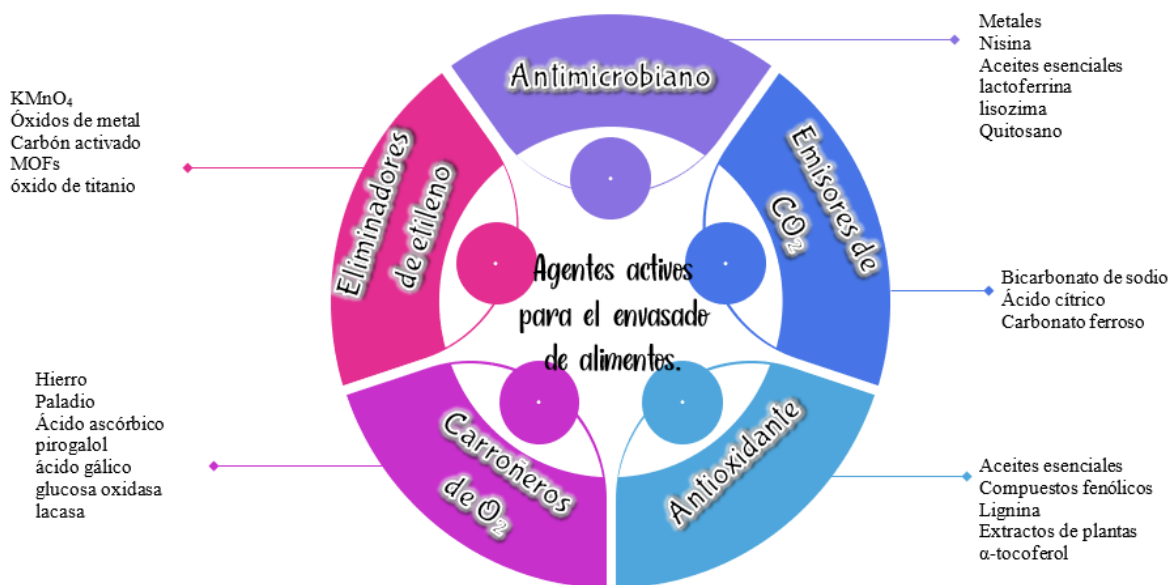 Antimicrobiano
Metales
Nisina
Aceites esenciales
lactoferrina
lisozima
Quitosano
Emisores de
CO₂
Bicarbonato de sodio
Ácido cítrico
Carbonato ferroso
Antioxidante
Aceites esenciales
Compuestos fenólicos
Lignina
Extractos de plantas
α-tocoferol
Carroñeros
de O₂
Hierro
Paladio
Ácido ascórbico
pirogalol
ácido gálico
glucosa oxidasa
lacasa
Eliminadores
de etileno
KMnO₄
Óxidos de metal
Carbón activado
MOFs
óxido de titanio
Agentes activos
para el envasado
de alimentos.